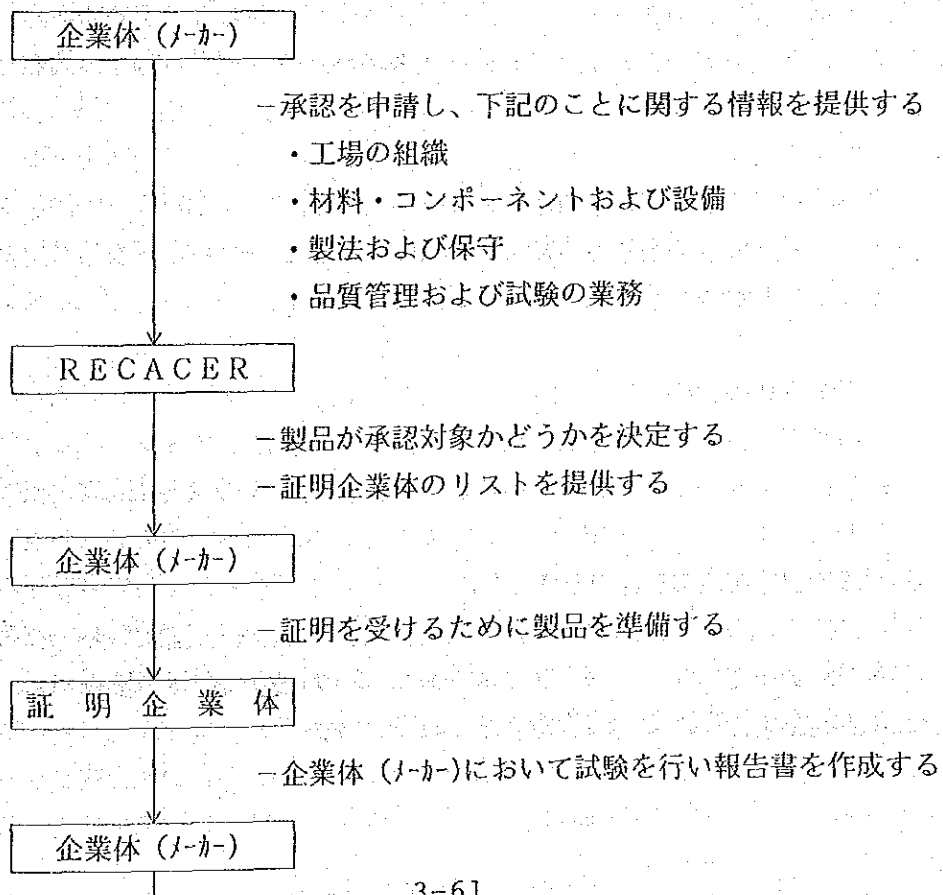 企業体 (メーカー)
－承認を申請し、下記のことに関する情報を提供する
・工場の組織
・材料・コンポーネントおよび設備
・製法および保守
・品質管理および試験の業務
ＲＥＣＡＣＥＲ
－製品が承認対象かどうかを決定する
－証明企業体のリストを提供する
企業体 (メーカー)
－証明を受けるために製品を準備する
証 明 企 業 体
－企業体 (メーカー)において試験を行い報告書を作成する
企業体 (メーカー)
3-61